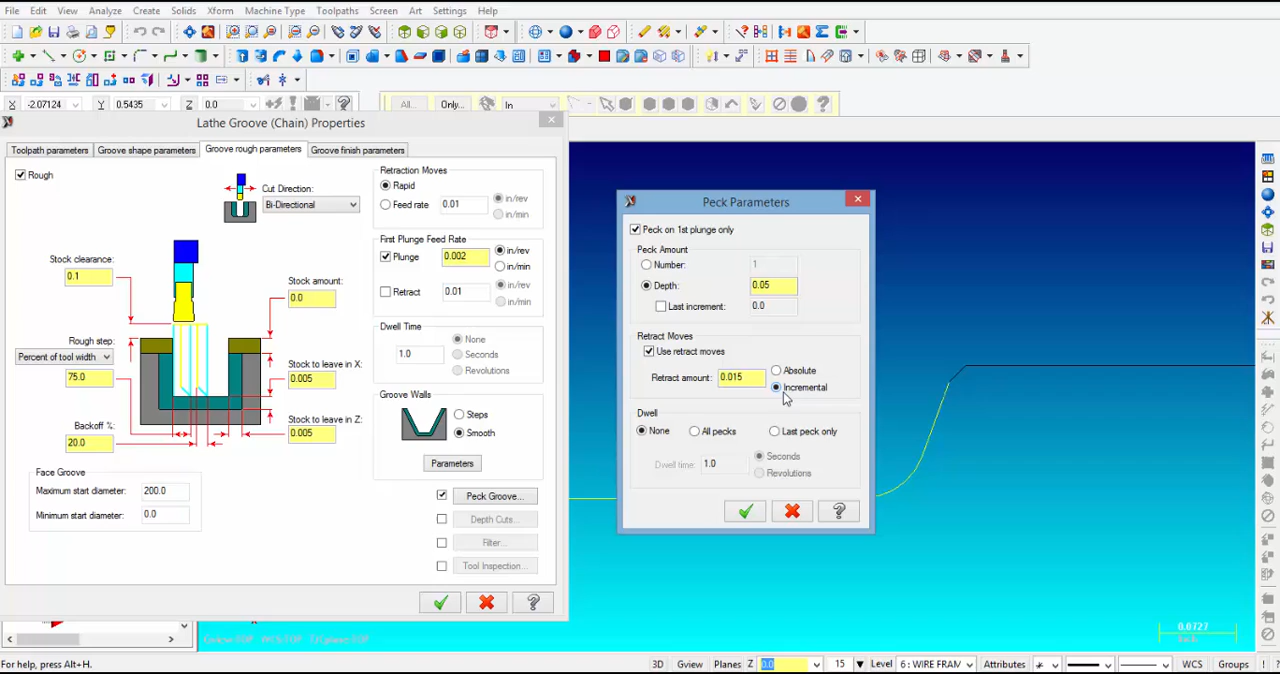 File Edit View Analyze Create Solids Xform Machine Type Toolpaths Screen Art Settings Help
X -2.07124 Y 0.5435 Z 0.0 All... Only... In
Lathe Groove (Chain) Properties
Toolpath parameters Groove shape parameters Groove rough parameters Groove finish parameters
Rough
Cut Direction:
Bi-Directional
Stock clearance:
0.1
Stock amount:
0.0
Rough step:
Percent of tool width
75.0
Stock to leave in X:
0.005
Backoff %:
20.0
Stock to leave in Z:
0.005
Face Groove
Maximum start diameter: 200.0
Minimum start diameter: 0.0
Retraction Moves
Rapid
Feed rate 0.01 in/rev
in/min
First Plunge Feed Rate
Plunge 0.002 in/rev
in/min
Retract 0.01 in/rev
in/min
Dwell Time
None
1.0 Seconds
Revolutions
Groove Walls
Steps
Smooth
Parameters
Peck Groove...
Depth Cuts...
Filter...
Tool Inspection...
Peck Parameters
Peck on 1st plunge only
Peck Amount
Number: 1
Depth: 0.05
Last increment: 0.0
Retract Moves
Use retract moves
Retract amount: 0.015 Absolute
Incremental
Dwell
None All pecks Last peck only
Dwell time: 1.0 Seconds
Revolutions
0.0727
For help, press Alt+H. 3D Gview Planes Z 0.0 15 Level 6 : WIRE FRAM Attributes WCS Groups ! ?